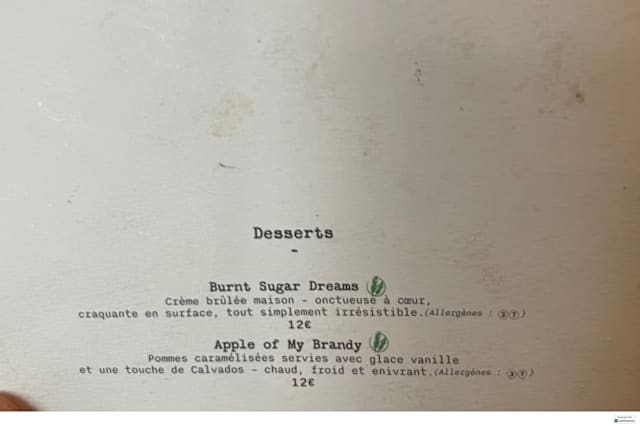 Desserts
-
Burnt Sugar Dreams
Crème brûlée maison - onctueuse à cœur,
craquante en surface, tout simplement irrésistible.(Allergènes : ③⑦)
12€
Apple of My Brandy
Pommes caramélisées servies avec glace vanille
et une touche de Calvados - chaud, froid et enivrant.(Allergènes : ③⑦)
12€